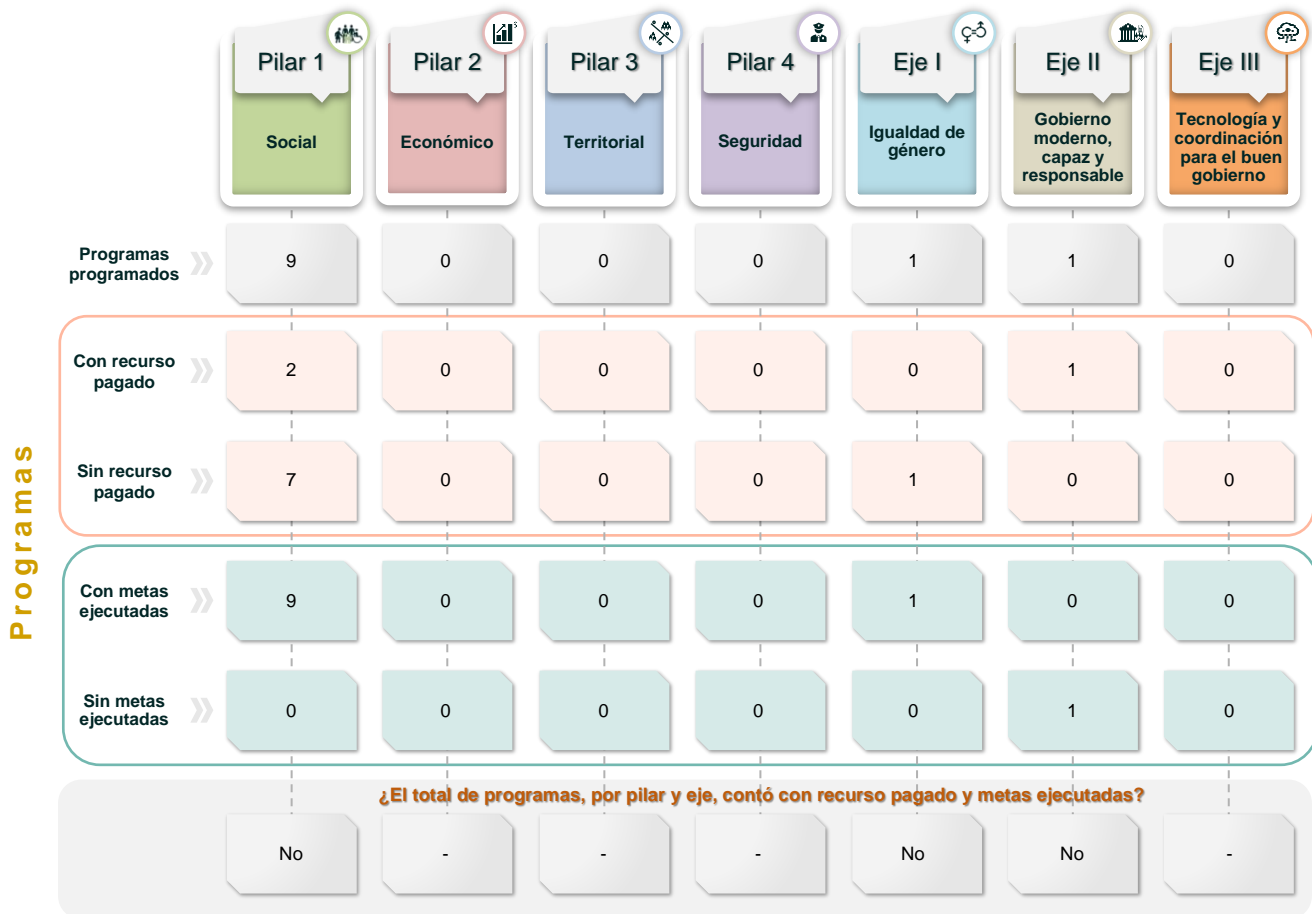 Pilar 1
Pilar 2
Pilar 3
Pilar 4
Eje I
Eje II
Eje III
Social
Económico
Territorial
Seguridad
Igualdad de
género
Gobierno
moderno,
capaz y
responsable
Tecnología y
coordinación
para el buen
gobierno
Programas
Programas
programados
9 0 0 0 1 1 0
Con recurso
pagado
2 0 0 0 0 1 0
Sin recurso
pagado
7 0 0 0 1 0 0
Con metas
ejecutadas
9 0 0 0 1 0 0
Sin metas
ejecutadas
0 0 0 0 0 1 0
¿El total de programas, por pilar y eje, contó con recurso pagado y metas ejecutadas?
No - - - No No -